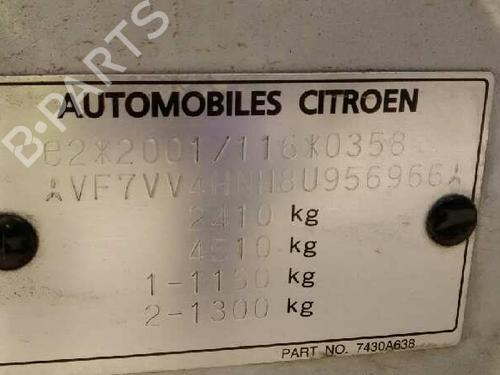 B-PARTS
AUTOMOBILES CITROEN
e2*2001/116*0358
VF7VV4HNH8U956966
2410 kg
4510 kg
1-1150 kg
2-1300 kg
PART NO. 7430A638